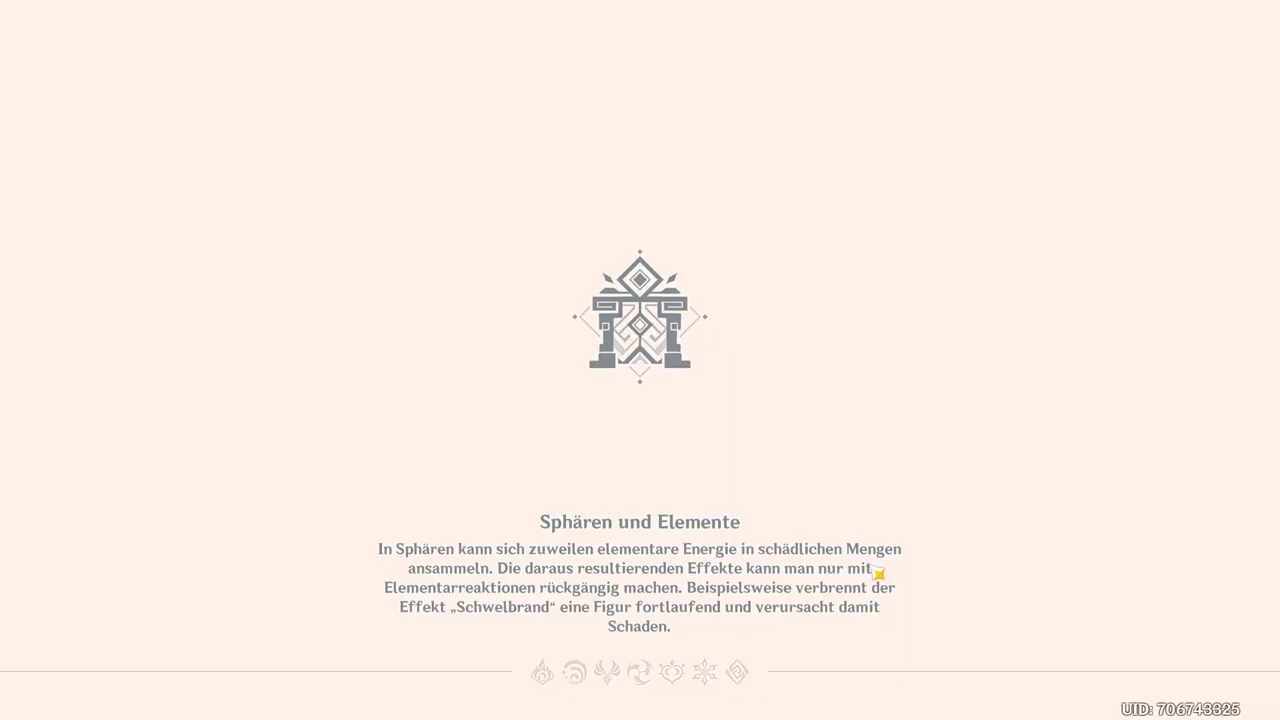 Sphären und Elemente
In Sphären kann sich zuweilen elementare Energie in schädlichen Mengen
ansammeln. Die daraus resultierenden Effekte kann man nur mit
Elementarreaktionen rückgängig machen. Beispielsweise verbrennt der
Effekt „Schwelbrand“ eine Figur fortlaufend und verursacht damit
Schaden.
UID: 706743325